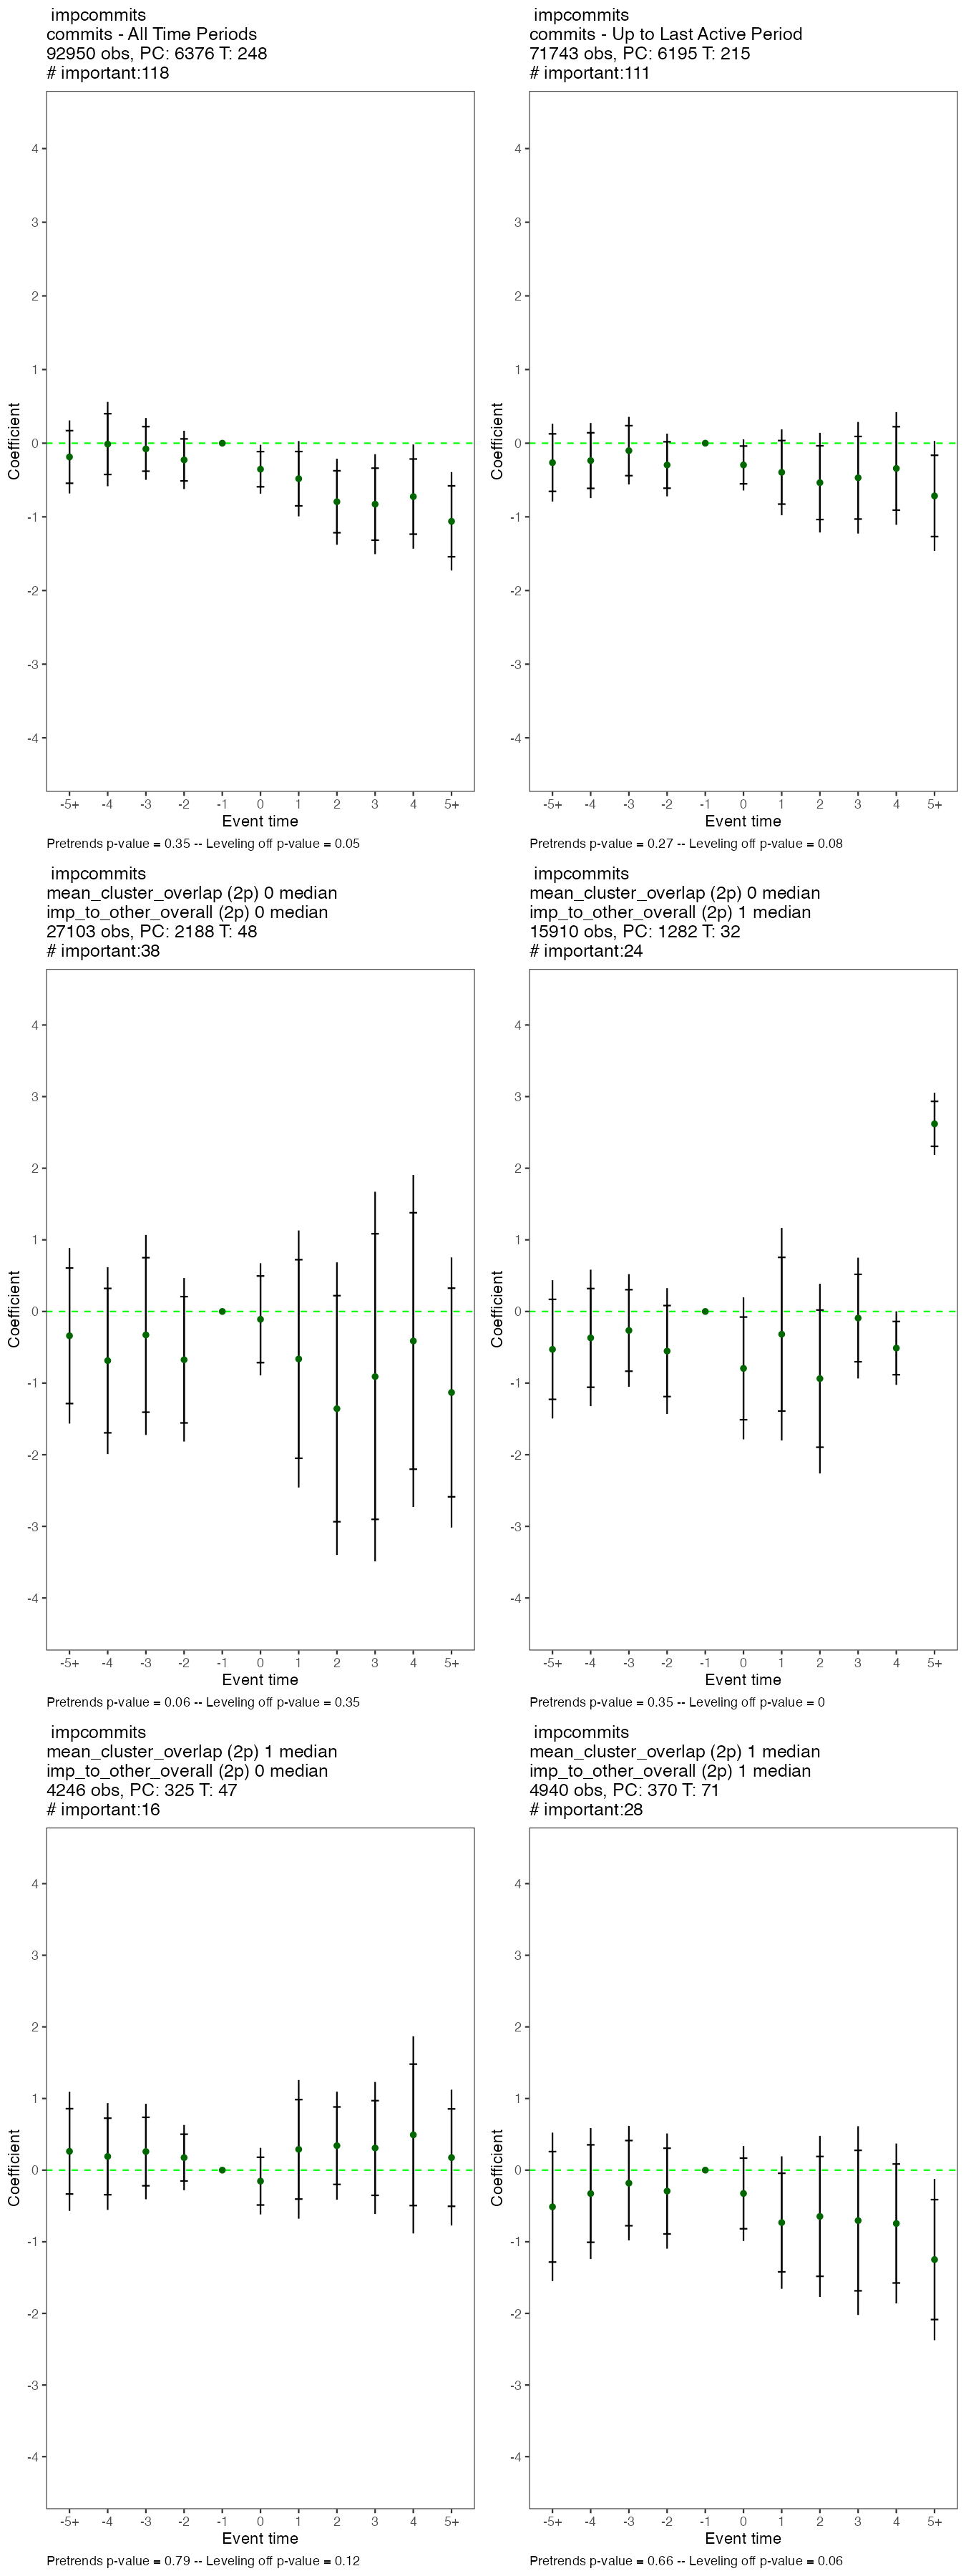 impcommits
commits - All Time Periods
92950 obs, PC: 6376 T: 248
# important:118
Coefficient
4
3
2
1
0
-1
-2
-3
-4
-5+ -4 -3 -2 -1 0 1 2 3 4 5+
Event time
Pretrends p-value = 0.35 -- Leveling off p-value = 0.05
impcommits
commits - Up to Last Active Period
71743 obs, PC: 6195 T: 215
# important:111
Coefficient
4
3
2
1
0
-1
-2
-3
-4
-5+ -4 -3 -2 -1 0 1 2 3 4 5+
Event time
Pretrends p-value = 0.27 -- Leveling off p-value = 0.08
impcommits
mean_cluster_overlap (2p) 0 median
imp_to_other_overall (2p) 0 median
27103 obs, PC: 2188 T: 48
# important:38
Coefficient
4
3
2
1
0
-1
-2
-3
-4
-5+ -4 -3 -2 -1 0 1 2 3 4 5+
Event time
Pretrends p-value = 0.06 -- Leveling off p-value = 0.35
impcommits
mean_cluster_overlap (2p) 0 median
imp_to_other_overall (2p) 1 median
15910 obs, PC: 1282 T: 32
# important:24
Coefficient
4
3
2
1
0
-1
-2
-3
-4
-5+ -4 -3 -2 -1 0 1 2 3 4 5+
Event time
Pretrends p-value = 0.35 -- Leveling off p-value = 0
impcommits
mean_cluster_overlap (2p) 1 median
imp_to_other_overall (2p) 0 median
4246 obs, PC: 325 T: 47
# important:16
Coefficient
4
3
2
1
0
-1
-2
-3
-4
-5+ -4 -3 -2 -1 0 1 2 3 4 5+
Event time
Pretrends p-value = 0.79 -- Leveling off p-value = 0.12
impcommits
mean_cluster_overlap (2p) 1 median
imp_to_other_overall (2p) 1 median
4940 obs, PC: 370 T: 71
# important:28
Coefficient
4
3
2
1
0
-1
-2
-3
-4
-5+ -4 -3 -2 -1 0 1 2 3 4 5+
Event time
Pretrends p-value = 0.66 -- Leveling off p-value = 0.06